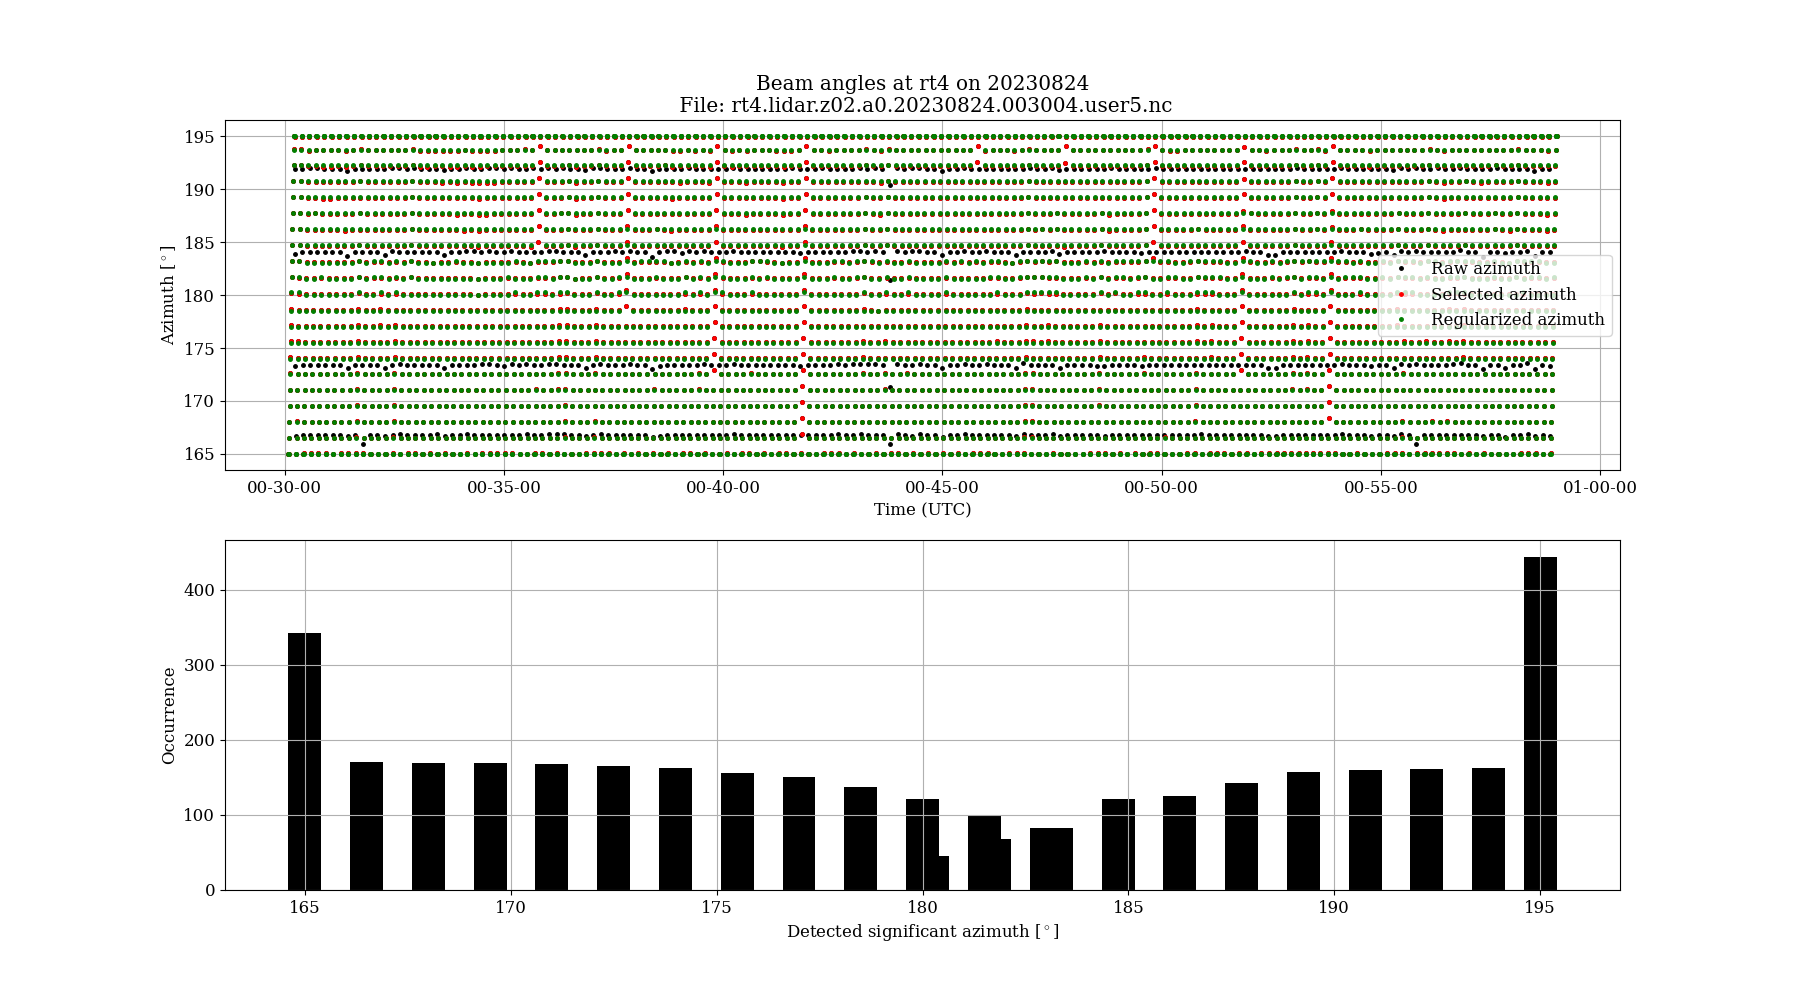 Beam angles at rt4 on 20230824
File: rt4.lidar.z02.a0.20230824.003004.user5.nc
Azimuth [°]
195
190
185
180
175
170
165
Raw azimuth
Selected azimuth
Regularized azimuth
00-30-00 00-35-00 00-40-00 00-45-00 00-50-00 00-55-00 01-00-00
Time (UTC)
Occurrence
400
300
200
100
0
165 170 175 180 185 190 195
Detected significant azimuth [°]